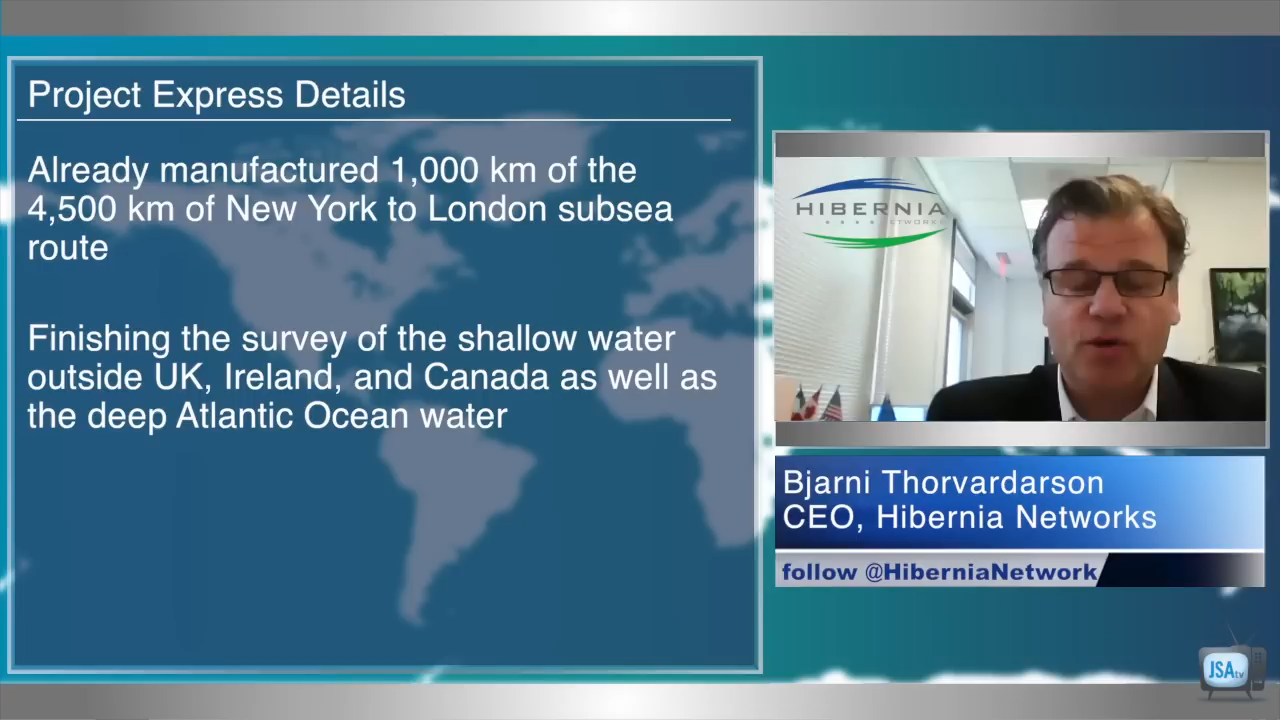 Project Express Details
Already manufactured 1,000 km of the
4,500 km of New York to London subsea
route
Finishing the survey of the shallow water
outside UK, Ireland, and Canada as well as
the deep Atlantic Ocean water
HIBERNIA
NETWORKS
Bjarni Thorvardarson
CEO, Hibernia Networks
follow @HiberniaNetwork
JSAtv